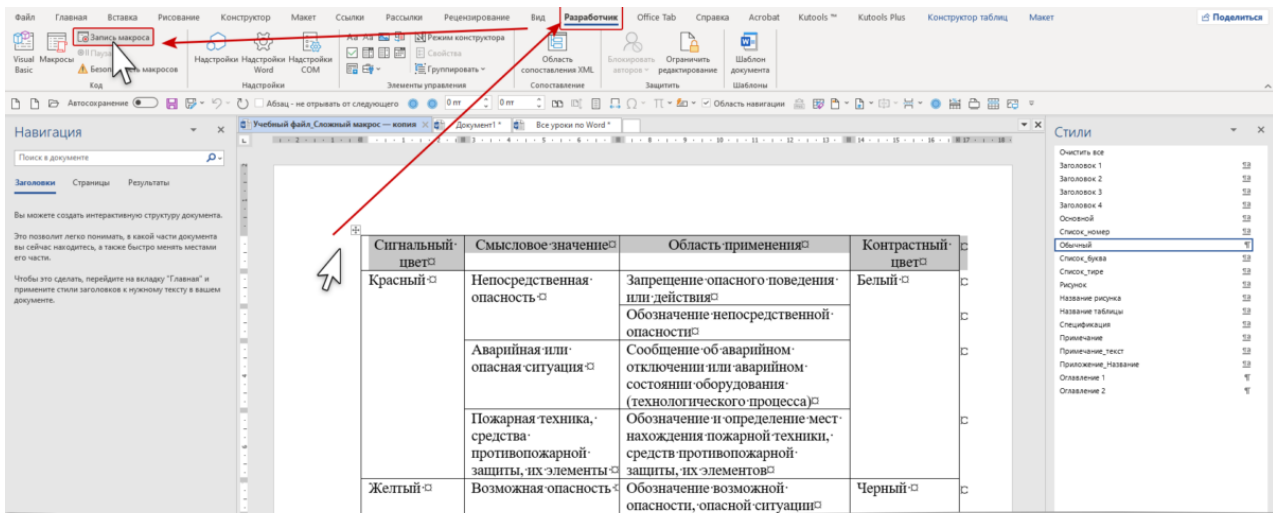 Файл Главная Вставка Рисование Конструктор Макет Ссылки Рассылки Рецензирование Вид Разработчик Office Tab Справка Acrobat Kutools ™ Kutools Plus Конструктор таблиц Макет Поделиться
Запись макроса
Пауза
Безопасность макросов
Visual Basic
Макросы
Код
Надстройки
Надстройки Word
Надстройки COM
Надстройки
Aa Aa
Режим конструктора
Свойства
Группировать
Элементы управления
Область сопоставления XML
Сопоставление
Блокировать авторов
Ограничить редактирование
Защитить
Шаблон документа
Шаблоны
Автосохранение Абзац - не отрывать от следующего 0 пт 0 пт Область навигации
Учебный файл_Сложный макрос — копия Документ1 * Все уроки по Word *
Навигация
Поиск в документе
Заголовки Страницы Результаты
Вы можете создать интерактивную структуру документа.
Это позволит легко понимать, в какой части документа
вы сейчас находитесь, а также быстро менять местами
его части.
Чтобы это сделать, перейдите на вкладку "Главная" и
примените стили заголовков к нужному тексту в вашем
документе.
Сигнальный цвет
Смысловое значение
Область применения
Контрастный цвет
Красный
Непосредственная
опасность
Запрещение опасного поведения
или действия
Белый
Обозначение непосредственной
опасности
Аварийная или
опасная ситуация
Сообщение об аварийном
отключении или аварийном
состоянии оборудования
(технологического процесса)
Пожарная техника,
средства
противопожарной
защиты, их элементы
Обозначение и определение мест
нахождения пожарной техники,
средств противопожарной
защиты, их элементов
Желтый
Возможная опасность
Обозначение возможной
опасности, опасной ситуации
Черный
Стили
Очистить все
Заголовок 1
Заголовок 2
Заголовок 3
Заголовок 4
Основной
Список_номер
Обычный
Список_буква
Список_тире
Рисунок
Название рисунка
Название таблицы
Спецификация
Примечание
Примечание_текст
Приложение_Название
Оглавление 1
Оглавление 2